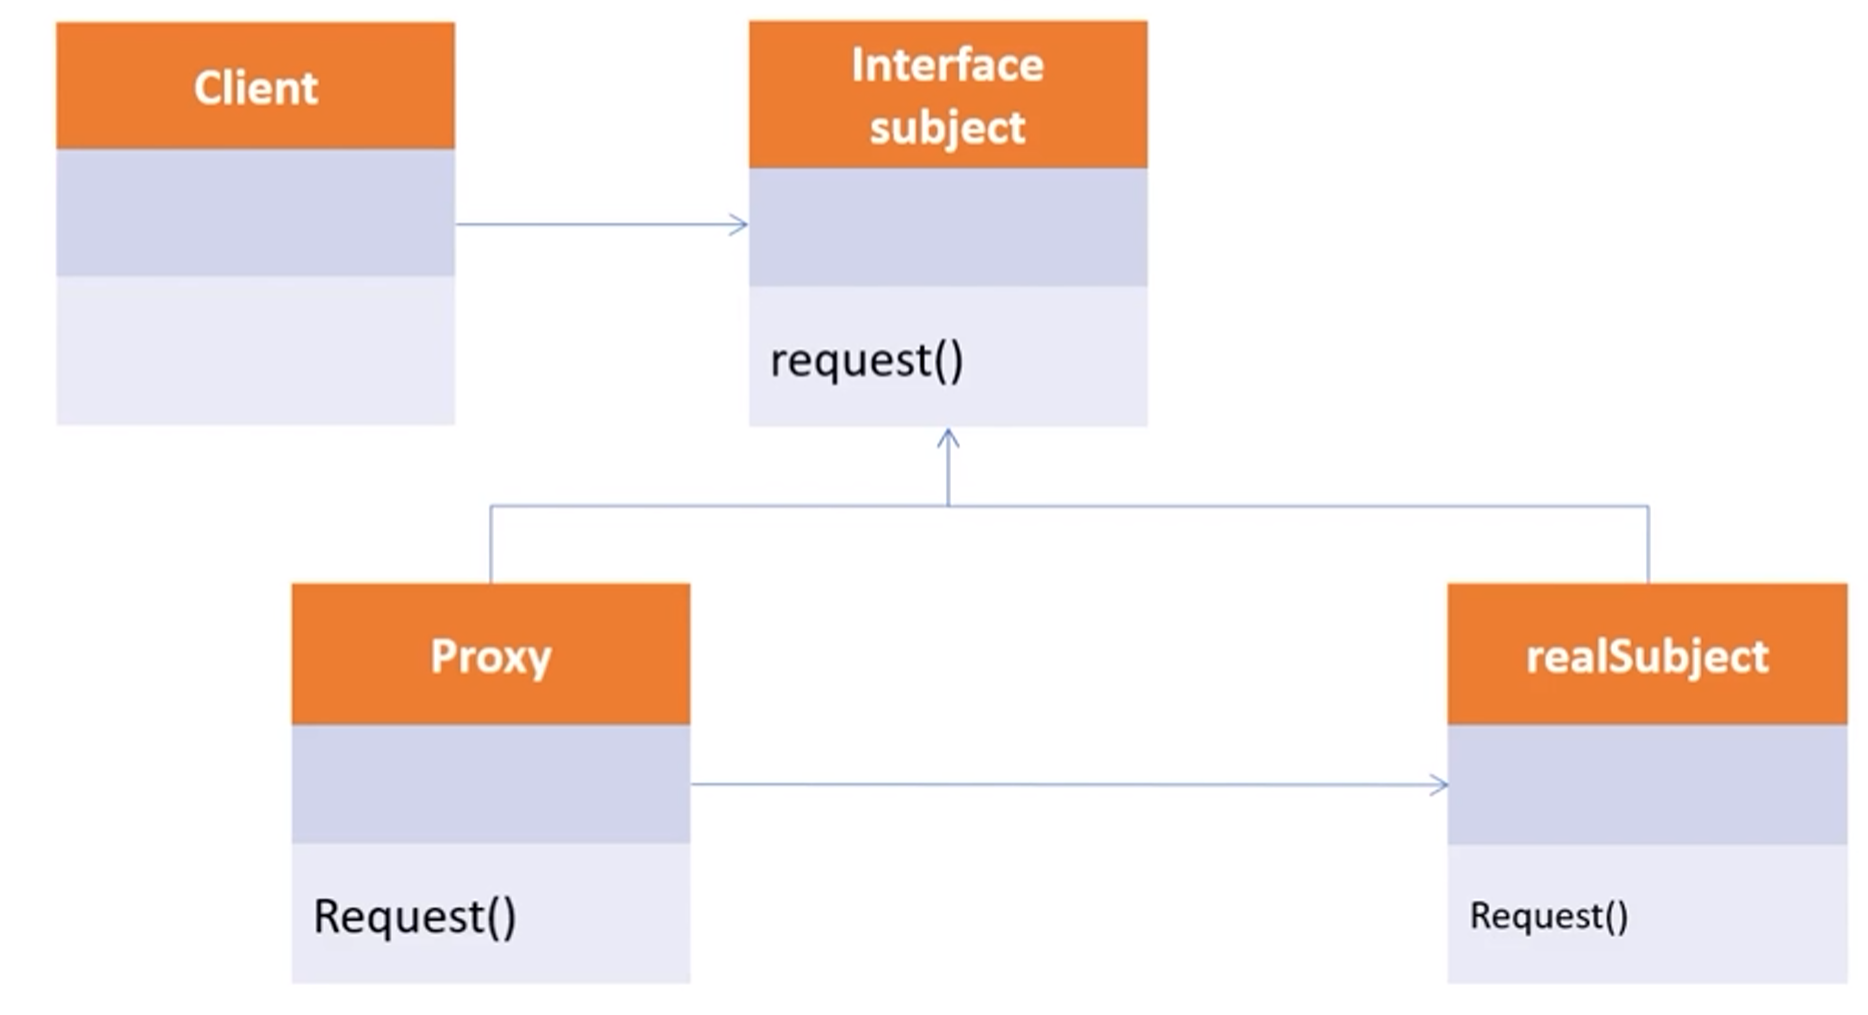 Client
Interface
subject
request()
Proxy
realSubject
Request()
Request()